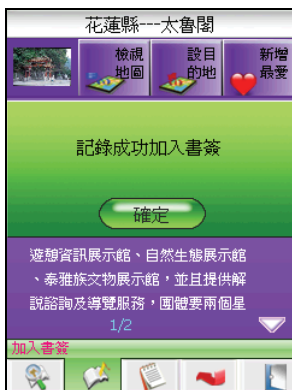 花蓮縣---太魯閣
檢視
地圖
設目
的地
新增
最愛
記錄成功加入書簽
確定
遊憩資訊展示館、自然生態展示館
、泰雅族文物展示館，並且提供解
說諮詢及導覽服務，團體要兩個星
1/2
加入書簽